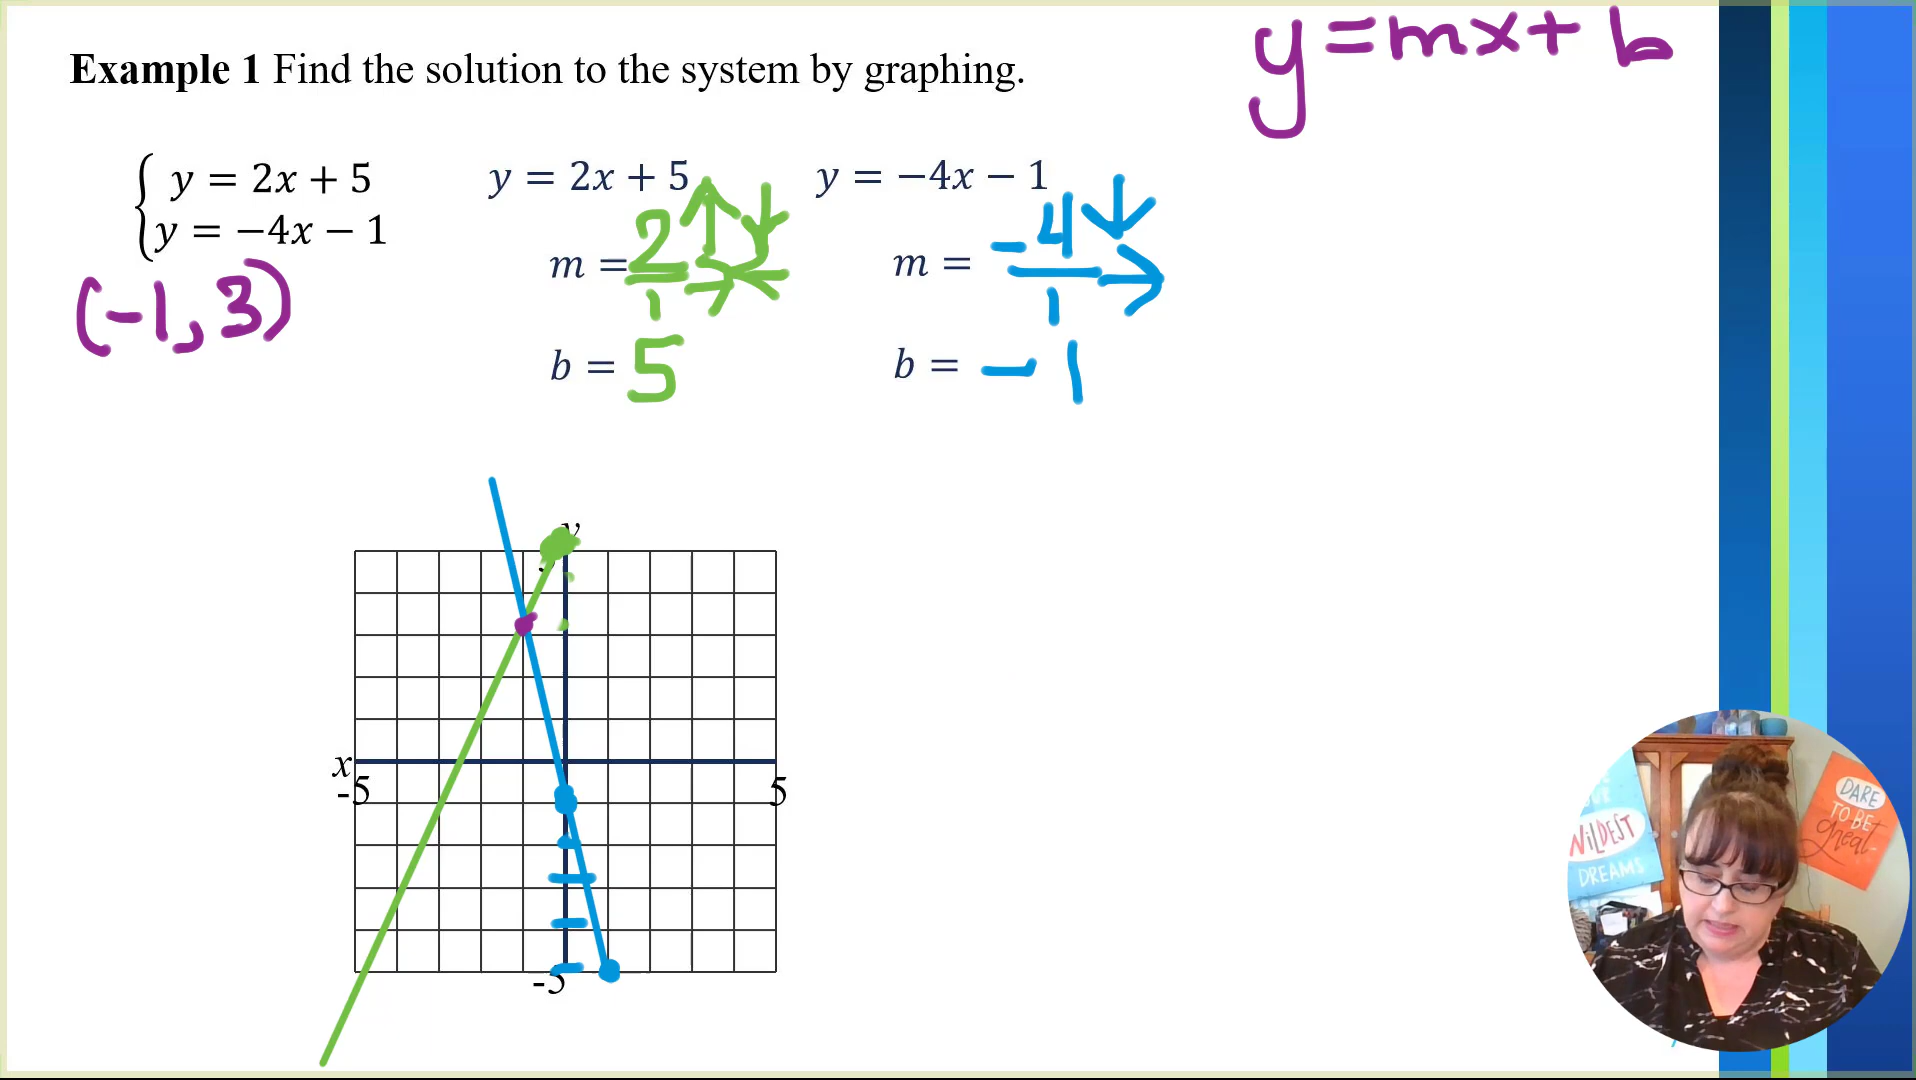 y = mx + b
Example 1 Find the solution to the system by graphing.
y = 2x + 5
y = −4x − 1
(-1, 3)
y = 2x + 5
m = 2/1
b = 5
y = −4x − 1
m = -4/1
b = -1
y
5
x
-5
5
-5
WILDEST
DREAMS
DARE
TO BE
great